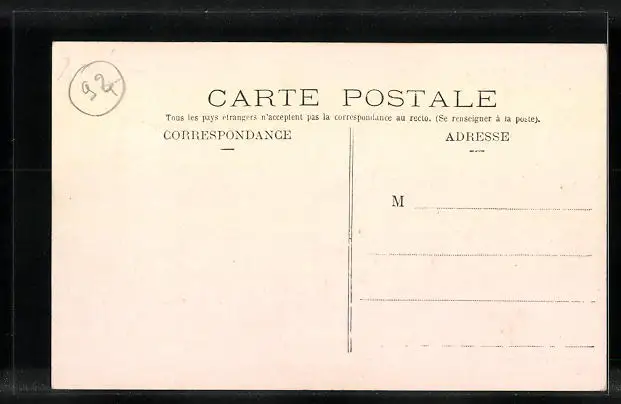 92
CARTE POSTALE
Tous les pays étrangers n'acceptent pas la correspondance au recto. (Se renseigner à la poste).
CORRESPONDANCE
ADRESSE
M